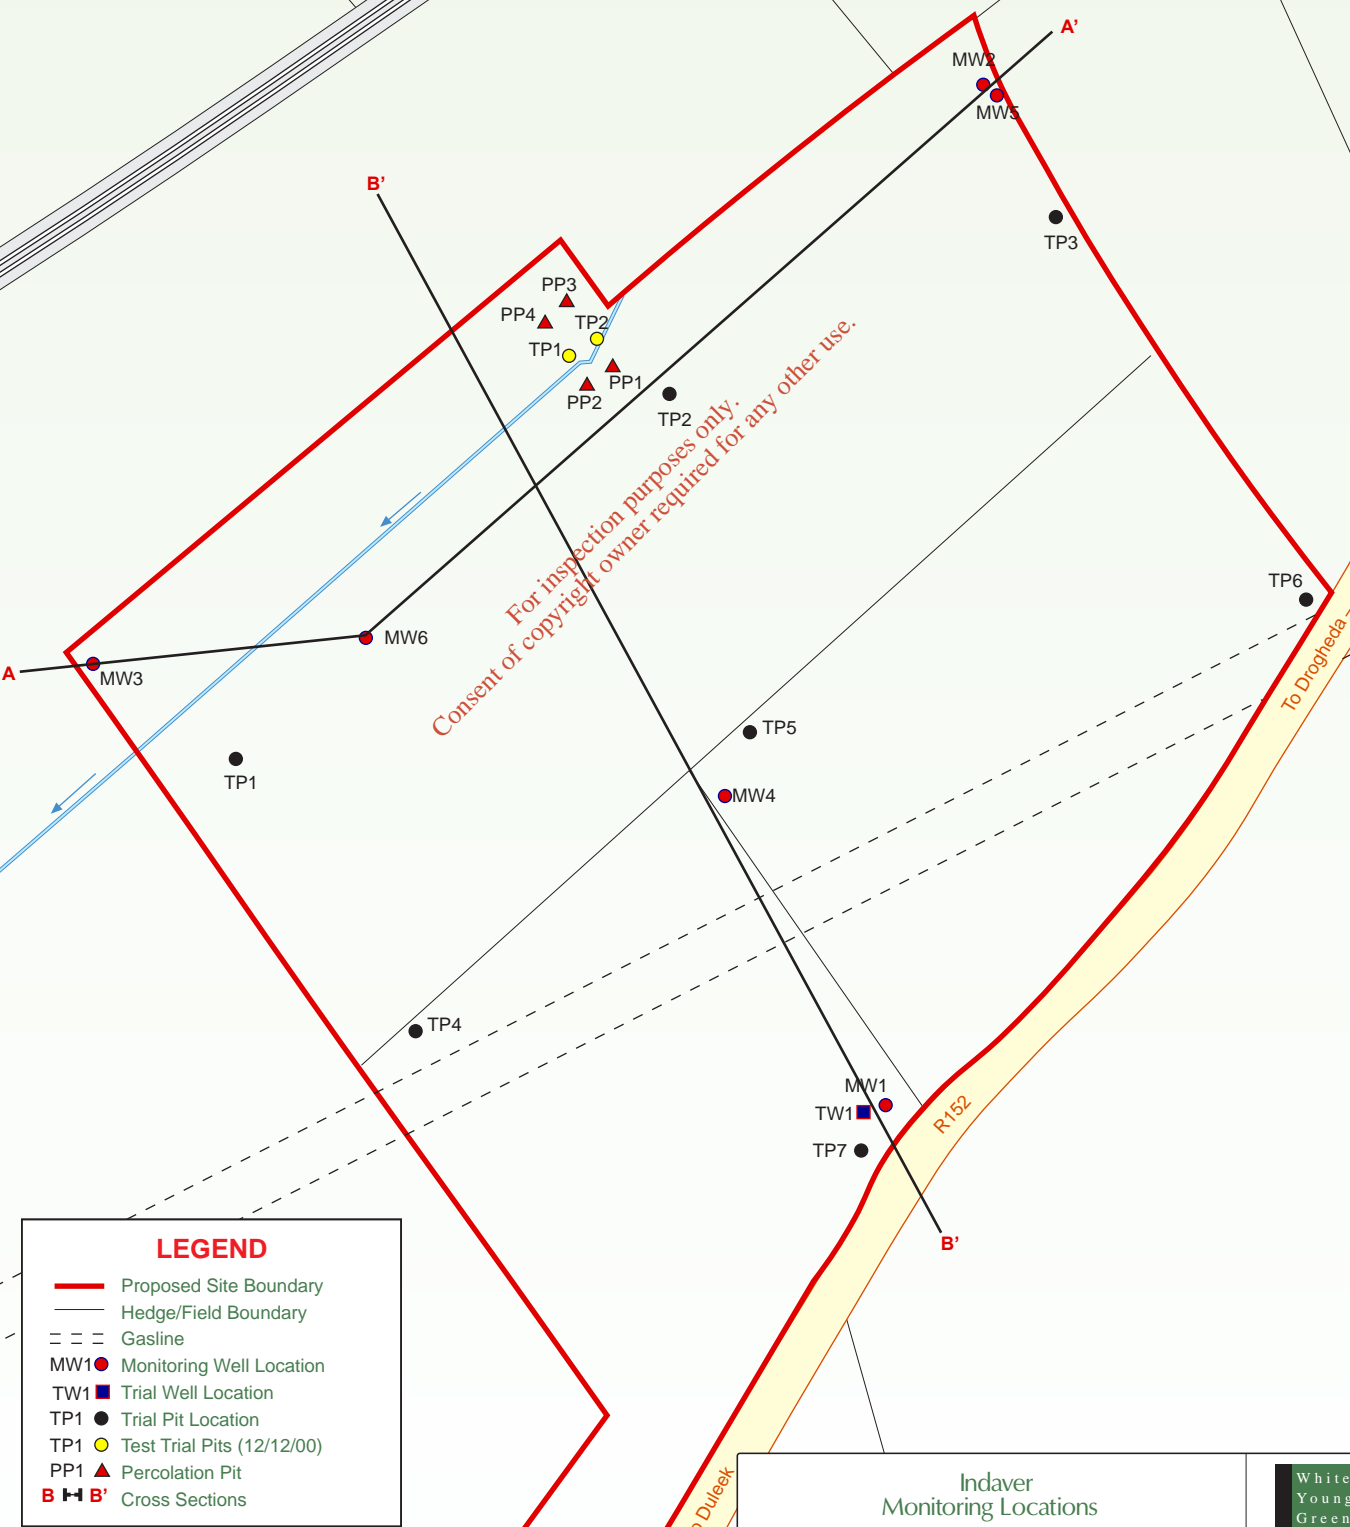 A'
MW2
MW5
B'
TP3
PP3
PP4
TP2
TP1
PP1
PP2
TP2
For inspection purposes only.
Consent of copyright owner required for any other use.
TP6
MW6
A
MW3
To Drogheda
TP5
TP1
MW4
TP4
MW1
TW1
R152
TP7
B'
LEGEND
Proposed Site Boundary
Hedge/Field Boundary
Gasline
MW1 Monitoring Well Location
TW1 Trial Well Location
TP1 Trial Pit Location
TP1 Test Trial Pits (12/12/00)
PP1 Percolation Pit
B B' Cross Sections
Duleek
Indaver
Monitoring Locations
White
Young
Green